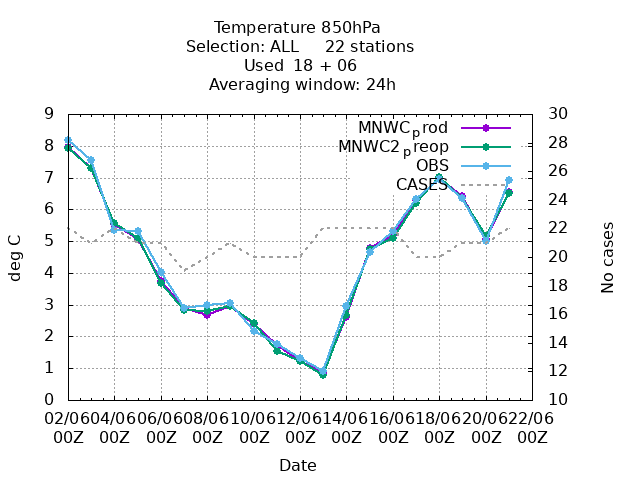 Temperature 850hPa
Selection: ALL 22 stations
Used 18 + 06
Averaging window: 24h
MNWC_prod
MNWC2_preop
OBS
CASES
9
8
7
6
5
4
3
2
1
0
deg C
30
28
26
24
22
20
18
16
14
12
10
No cases
02/06 04/06 06/06 08/06 10/06 12/06 14/06 16/06 18/06 20/06 22/06
00Z 00Z 00Z 00Z 00Z 00Z 00Z 00Z 00Z 00Z 00Z
Date